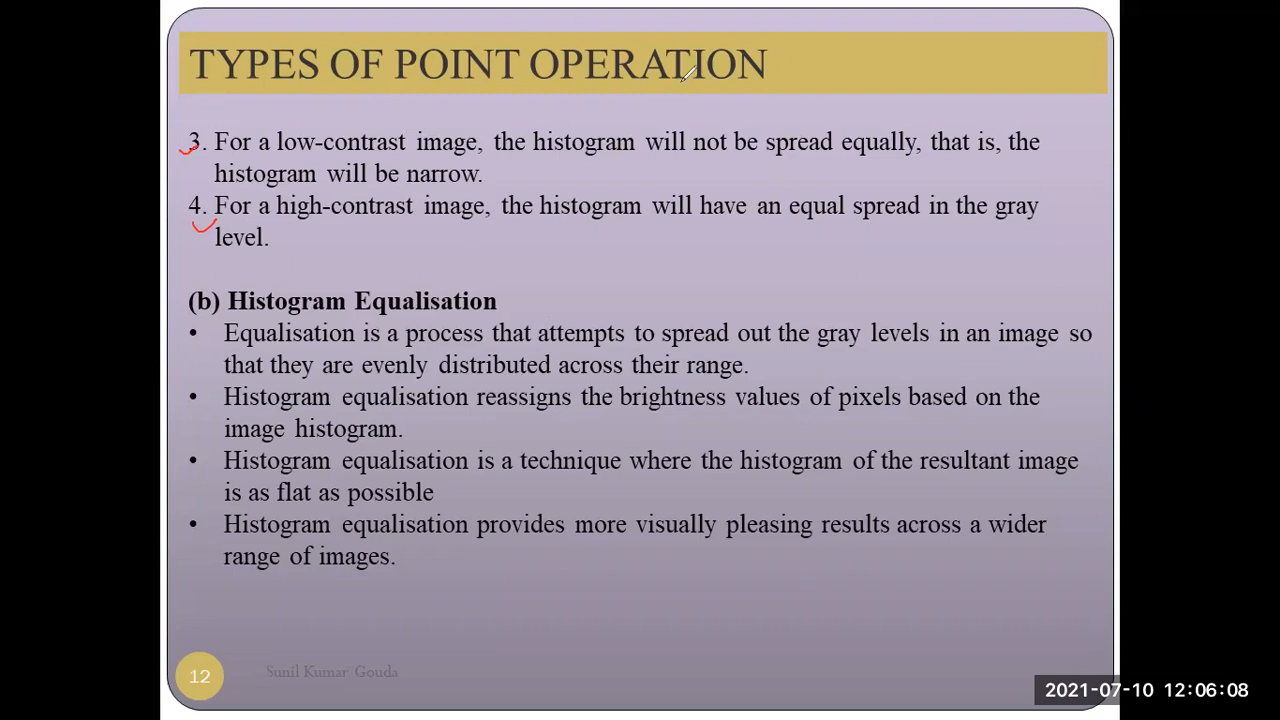 TYPES OF POINT OPERATION
3. For a low-contrast image, the histogram will not be spread equally, that is, the
histogram will be narrow.
4. For a high-contrast image, the histogram will have an equal spread in the gray
level.
(b) Histogram Equalisation
• Equalisation is a process that attempts to spread out the gray levels in an image so
that they are evenly distributed across their range.
• Histogram equalisation reassigns the brightness values of pixels based on the
image histogram.
• Histogram equalisation is a technique where the histogram of the resultant image
is as flat as possible
• Histogram equalisation provides more visually pleasing results across a wider
range of images.
12
Sunil Kumar Gouda
2021-07-10 12:06:08